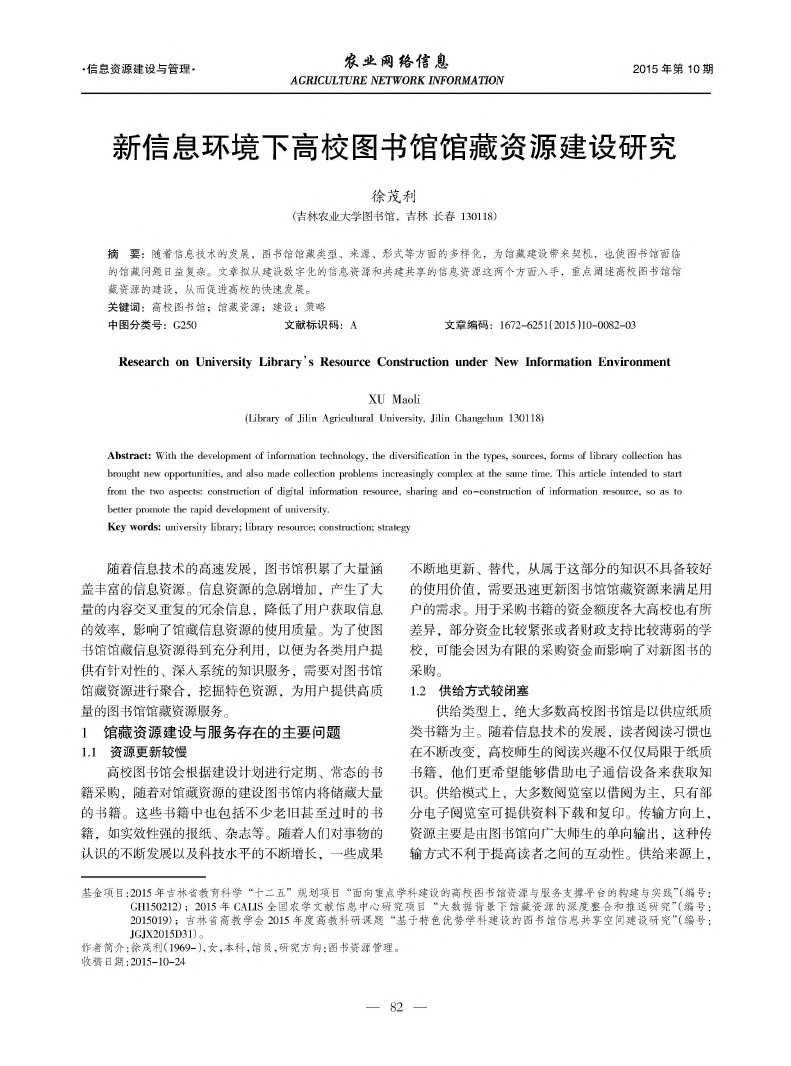 ·信息资源建设与管理·
农业网络信息
AGRICULTURE NETWORK INFORMATION
2015 年第 10 期
新信息环境下高校图书馆馆藏资源建设研究
徐茂利
(吉林农业大学图书馆，吉林 长春 130118)
摘 要：随着信息技术的发展，图书馆馆藏类型、来源、形式等方面的多样化，为馆藏建设带来契机，也使图书馆面临
的馆藏问题日益复杂。文章拟从建设数字化的信息资源和共建共享的信息资源这两个方面入手，重点阐述高校图书馆馆
藏资源的建设，从而促进高校的快速发展。
关键词：高校图书馆；馆藏资源；建设；策略
中图分类号：G250 文献标识码：A 文章编码：1672-6251(2015)10-0082-03
Research on University Library's Resource Construction under New Information Environment
XU Maoli
(Library of Jilin Agricultural University, Jilin Changchun 130118)
Abstract: With the development of information technology, the diversification in the types, sources, forms of library collection has
brought new opportunities, and also made collection problems increasingly complex at the same time. This article intended to start
from the two aspects: construction of digital information resource, sharing and co-construction of information resource, so as to
better promote the rapid development of university.
Key words: university library; library resource; construction; strategy
随着信息技术的高速发展，图书馆积累了大量涵
盖丰富的信息资源。信息资源的急剧增加，产生了大
量的内容交叉重复的冗余信息，降低了用户获取信息
的效率，影响了馆藏信息资源的使用质量。为了使图
书馆馆藏信息资源得到充分利用，以便为各类用户提
供有针对性的、深入系统的知识服务，需要对图书馆
馆藏资源进行聚合，挖掘特色资源，为用户提供高质
量的图书馆馆藏资源服务。
1 馆藏资源建设与服务存在的主要问题
1.1 资源更新较慢
高校图书馆会根据建设计划进行定期、常态的书
籍采购，随着对馆藏资源的建设图书馆内将储藏大量
的书籍。这些书籍中也包括不少老旧甚至过时的书
籍，如实效性强的报纸、杂志等。随着人们对事物的
认识的不断发展以及科技水平的不断增长，一些成果
不断地更新、替代，从属于这部分的知识不具备较好
的使用价值，需要迅速更新图书馆馆藏资源来满足用
户的需求。用于采购书籍的资金额度各大高校也有所
差异，部分资金比较紧张或者财政支持比较薄弱的学
校，可能会因为有限的采购资金而影响了对新图书的
采购。
1.2 供给方式较闭塞
供给类型上，绝大多数高校图书馆是以供应纸质
类书籍为主。随着信息技术的发展，读者阅读习惯也
在不断改变，高校师生的阅读兴趣不仅仅局限于纸质
书籍，他们更希望能够借助电子通信设备来获取知
识。供给模式上，大多数阅览室以借阅为主，只有部
分电子阅览室可提供资料下载和复印。传输方向上，
资源主要是由图书馆向广大师生的单向输出，这种传
输方式不利于提高读者之间的互动性。供给来源上，
基金项目：2015 年吉林省教育科学“十二五”规划项目“面向重点学科建设的高校图书馆资源与服务支撑平台的构建与实践”（编号：
GH150212）；2015 年 CALIS 全国农学文献信息中心研究项目“大数据背景下馆藏资源的深度整合和推送研究”（编号：
2015019）；吉林省高教学会 2015 年度高教科研课题“基于特色优势学科建设的图书馆信息共享空间建设研究”（编号：
JGJX2015D31）。
作者简介：徐茂利(1969-)，女，本科，馆员，研究方向：图书资源管理。
收稿日期：2015-10-24
— 82 —